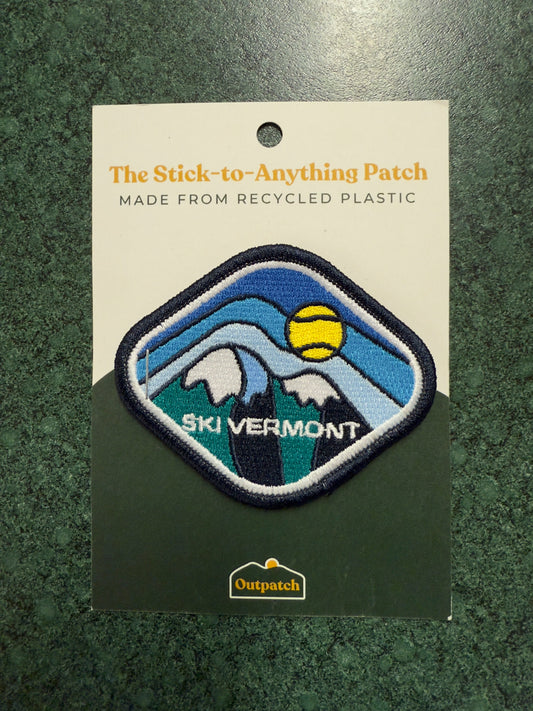 The Stick-to-Anything Patch
MADE FROM RECYCLED PLASTIC
SKI VERMONT
Outpatch